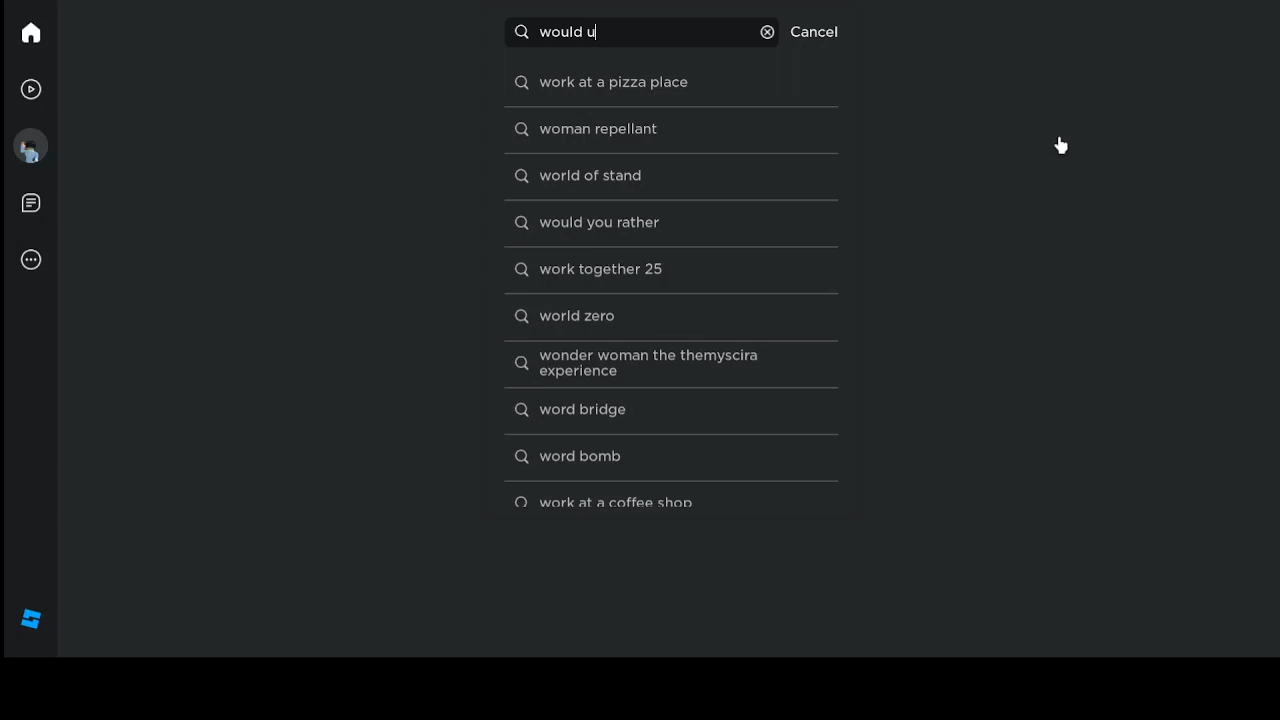 would u
Cancel
work at a pizza place
woman repellant
world of stand
would you rather
work together 25
world zero
wonder woman the themyscira
experience
word bridge
word bomb
work at a coffee shop